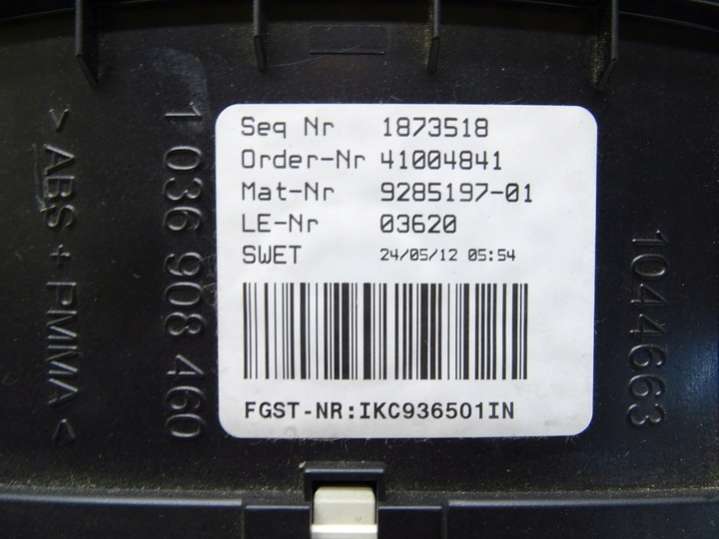 > ABS + PMMA <
1 036 908 460
Seq Nr 1873518
Order-Nr 41004841
Mat-Nr 9285197-01
LE-Nr 03620
SWET 24/05/12 05:54
FGST-NR:IKC936501IN
1044663